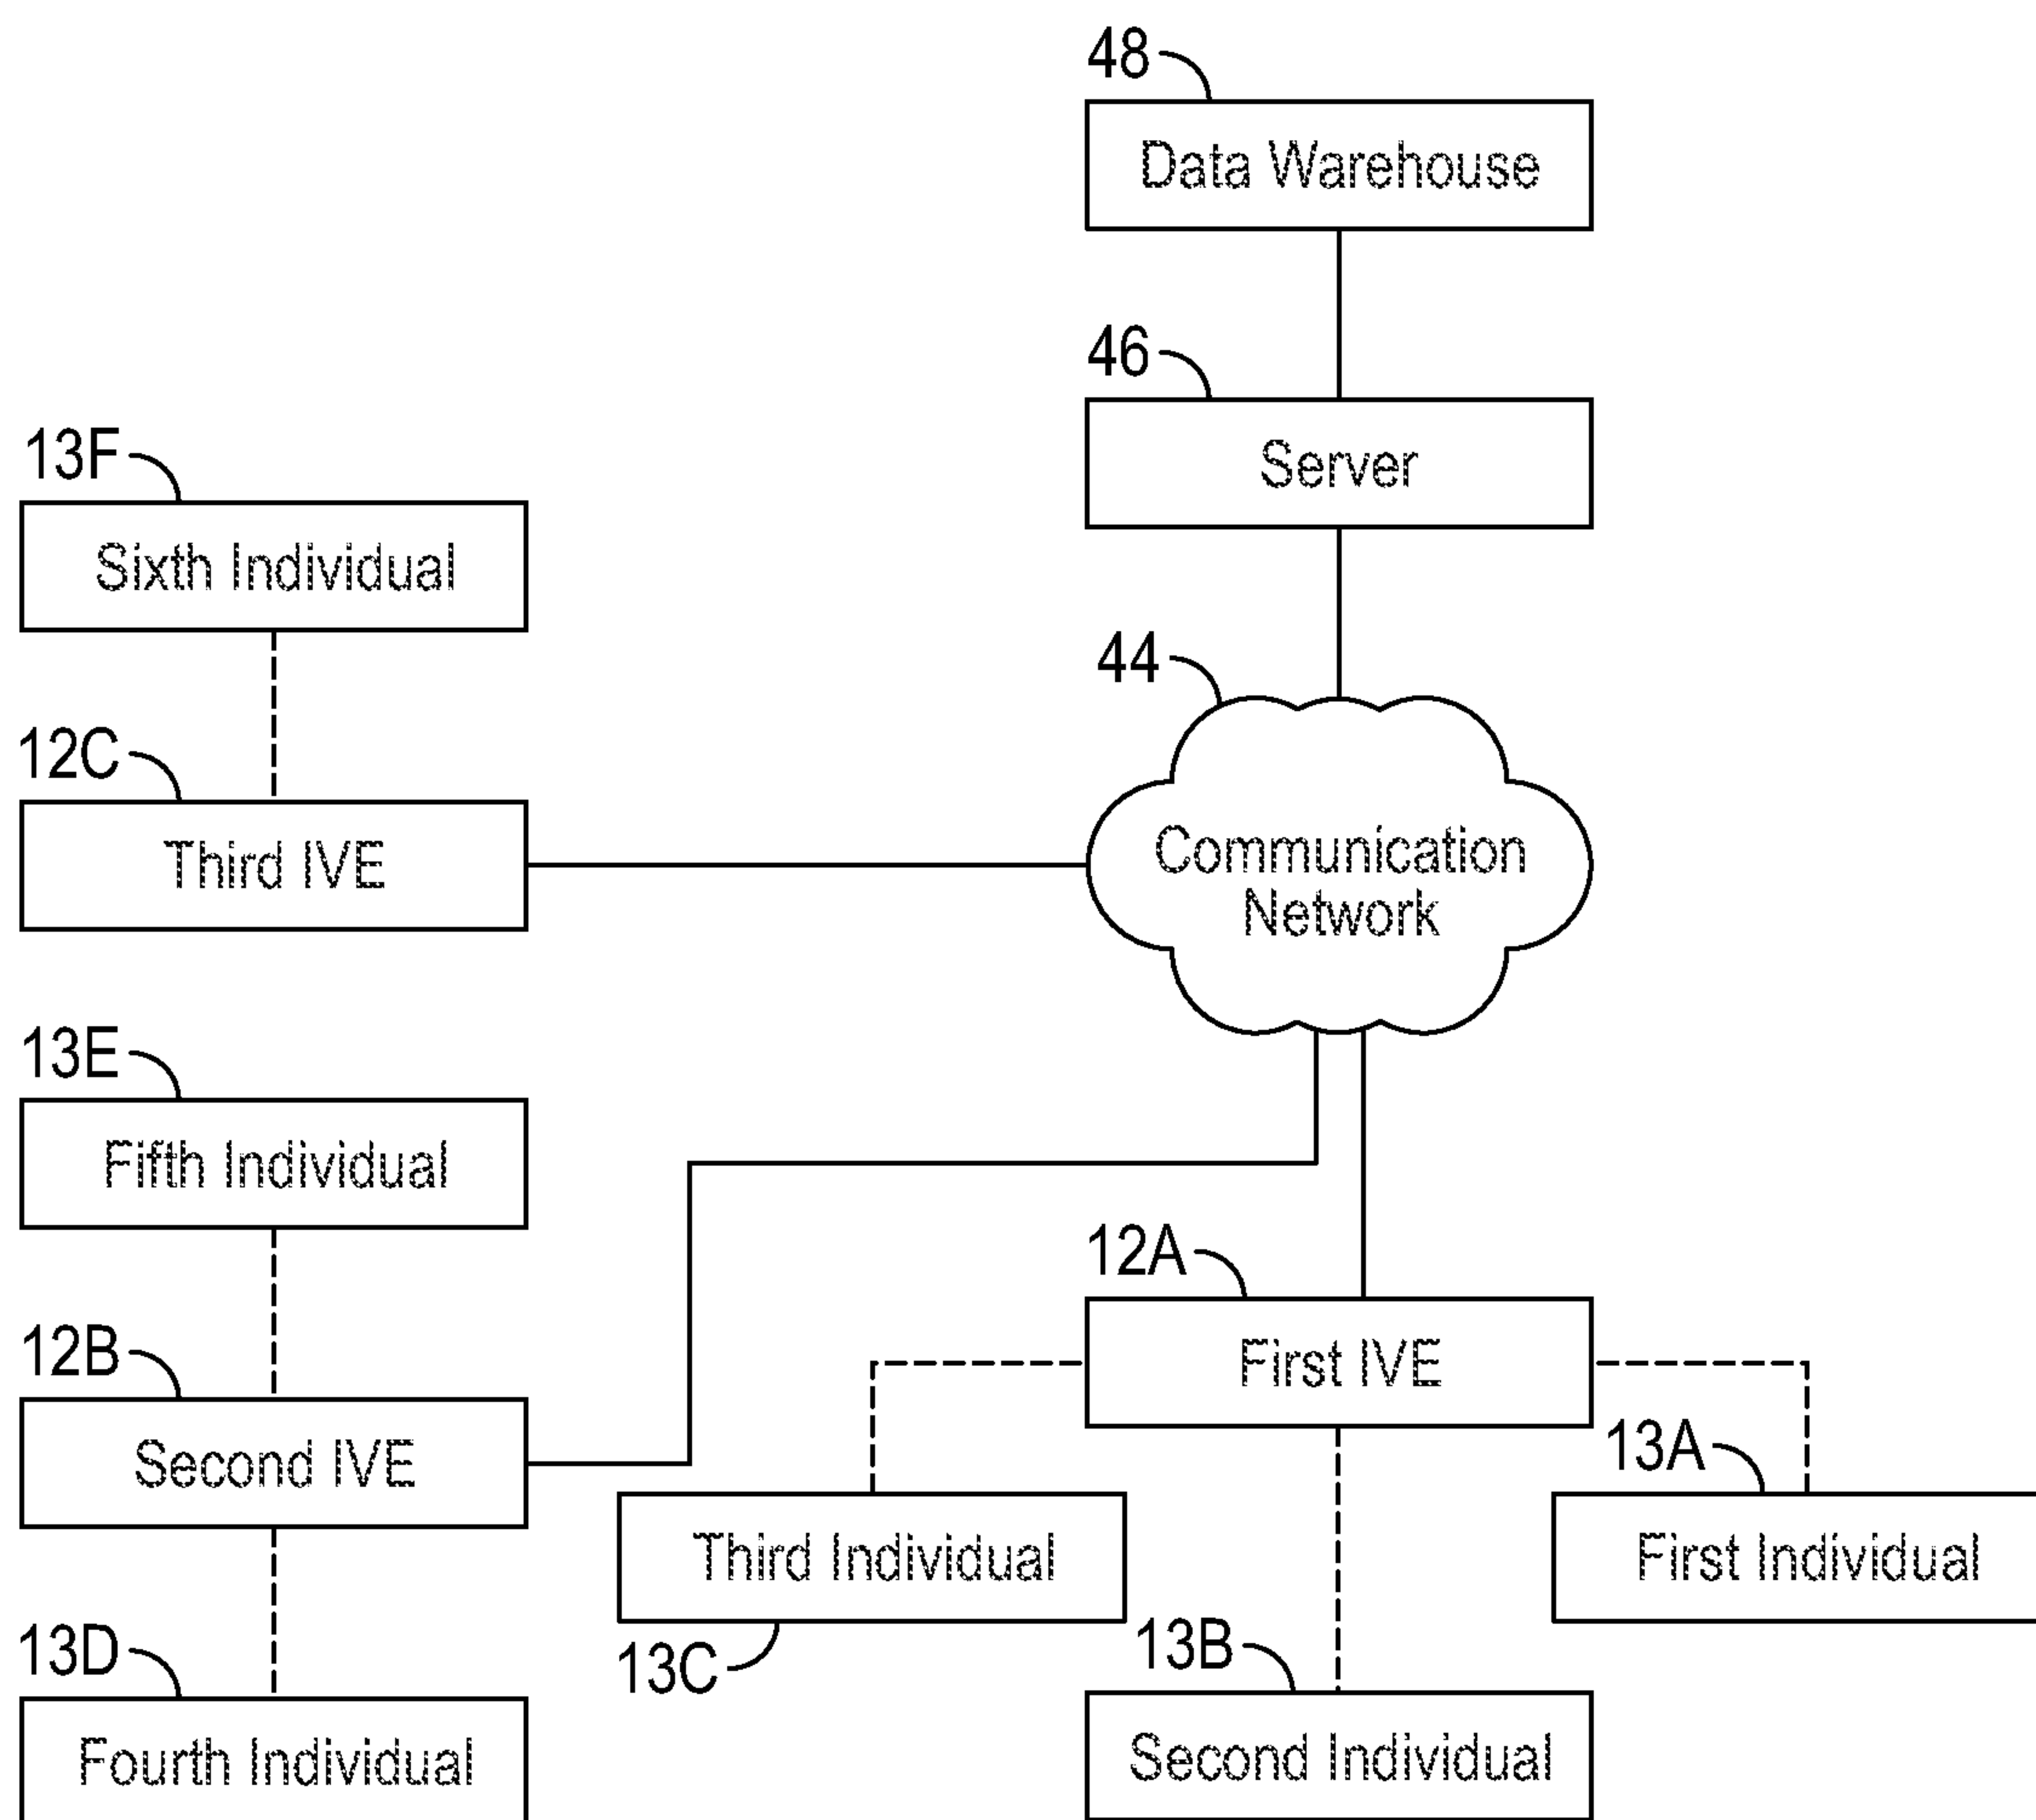 48
Data Warehouse
46
Server
13F
Sixth Individual
44
12C
Third IVE
Communication
Network
13E
Fifth Individual
12A
First IVE
12B
Second IVE
13A
First Individual
Third Individual
13C
13D
Fourth Individual
13B
Second Individual